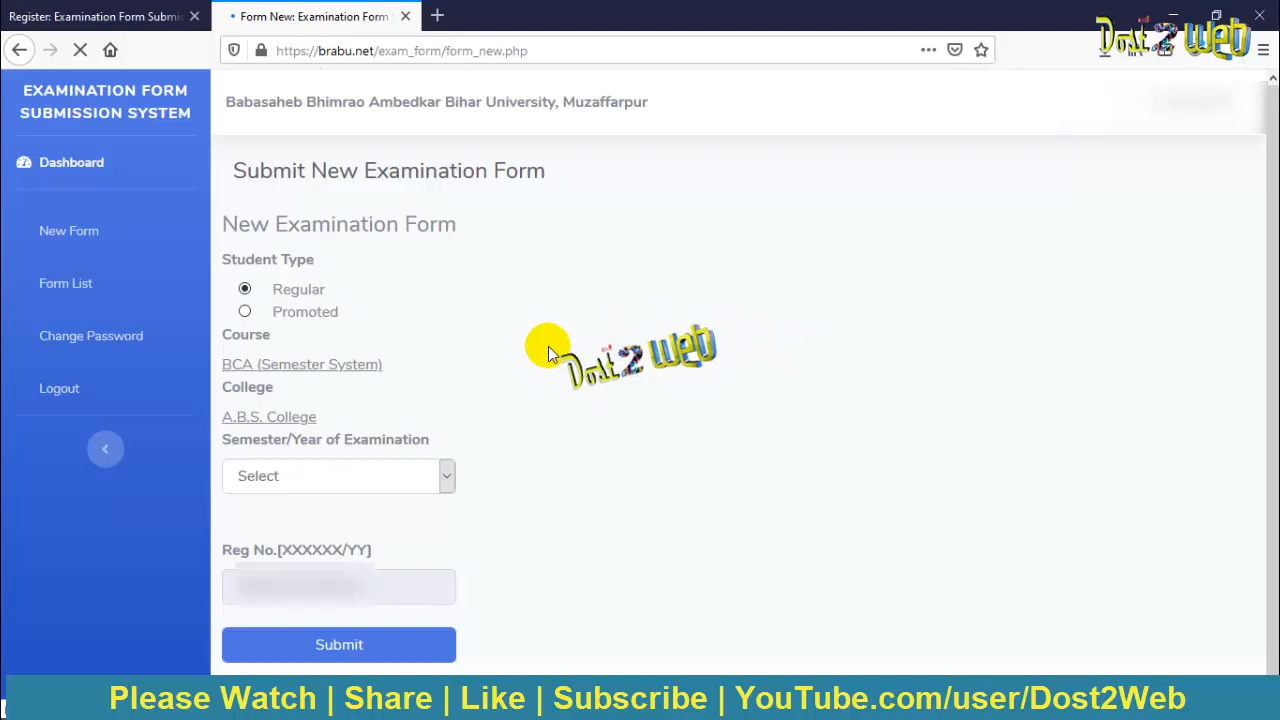 Register: Examination Form Submis
Form New: Examination Form
https://brabu.net/exam_form/form_new.php
Dost2web
EXAMINATION FORM
SUBMISSION SYSTEM
Babasaheb Bhimrao Ambedkar Bihar University, Muzaffarpur
Dashboard
New Form
Form List
Change Password
Logout
Submit New Examination Form
New Examination Form
Student Type
Regular
Promoted
Course
BCA (Semester System)
College
A.B.S. College
Semester/Year of Examination
Select
Dost2web
Reg No.[XXXXXX/YY]
Submit
Please Watch | Share | Like | Subscribe | YouTube.com/user/Dost2Web